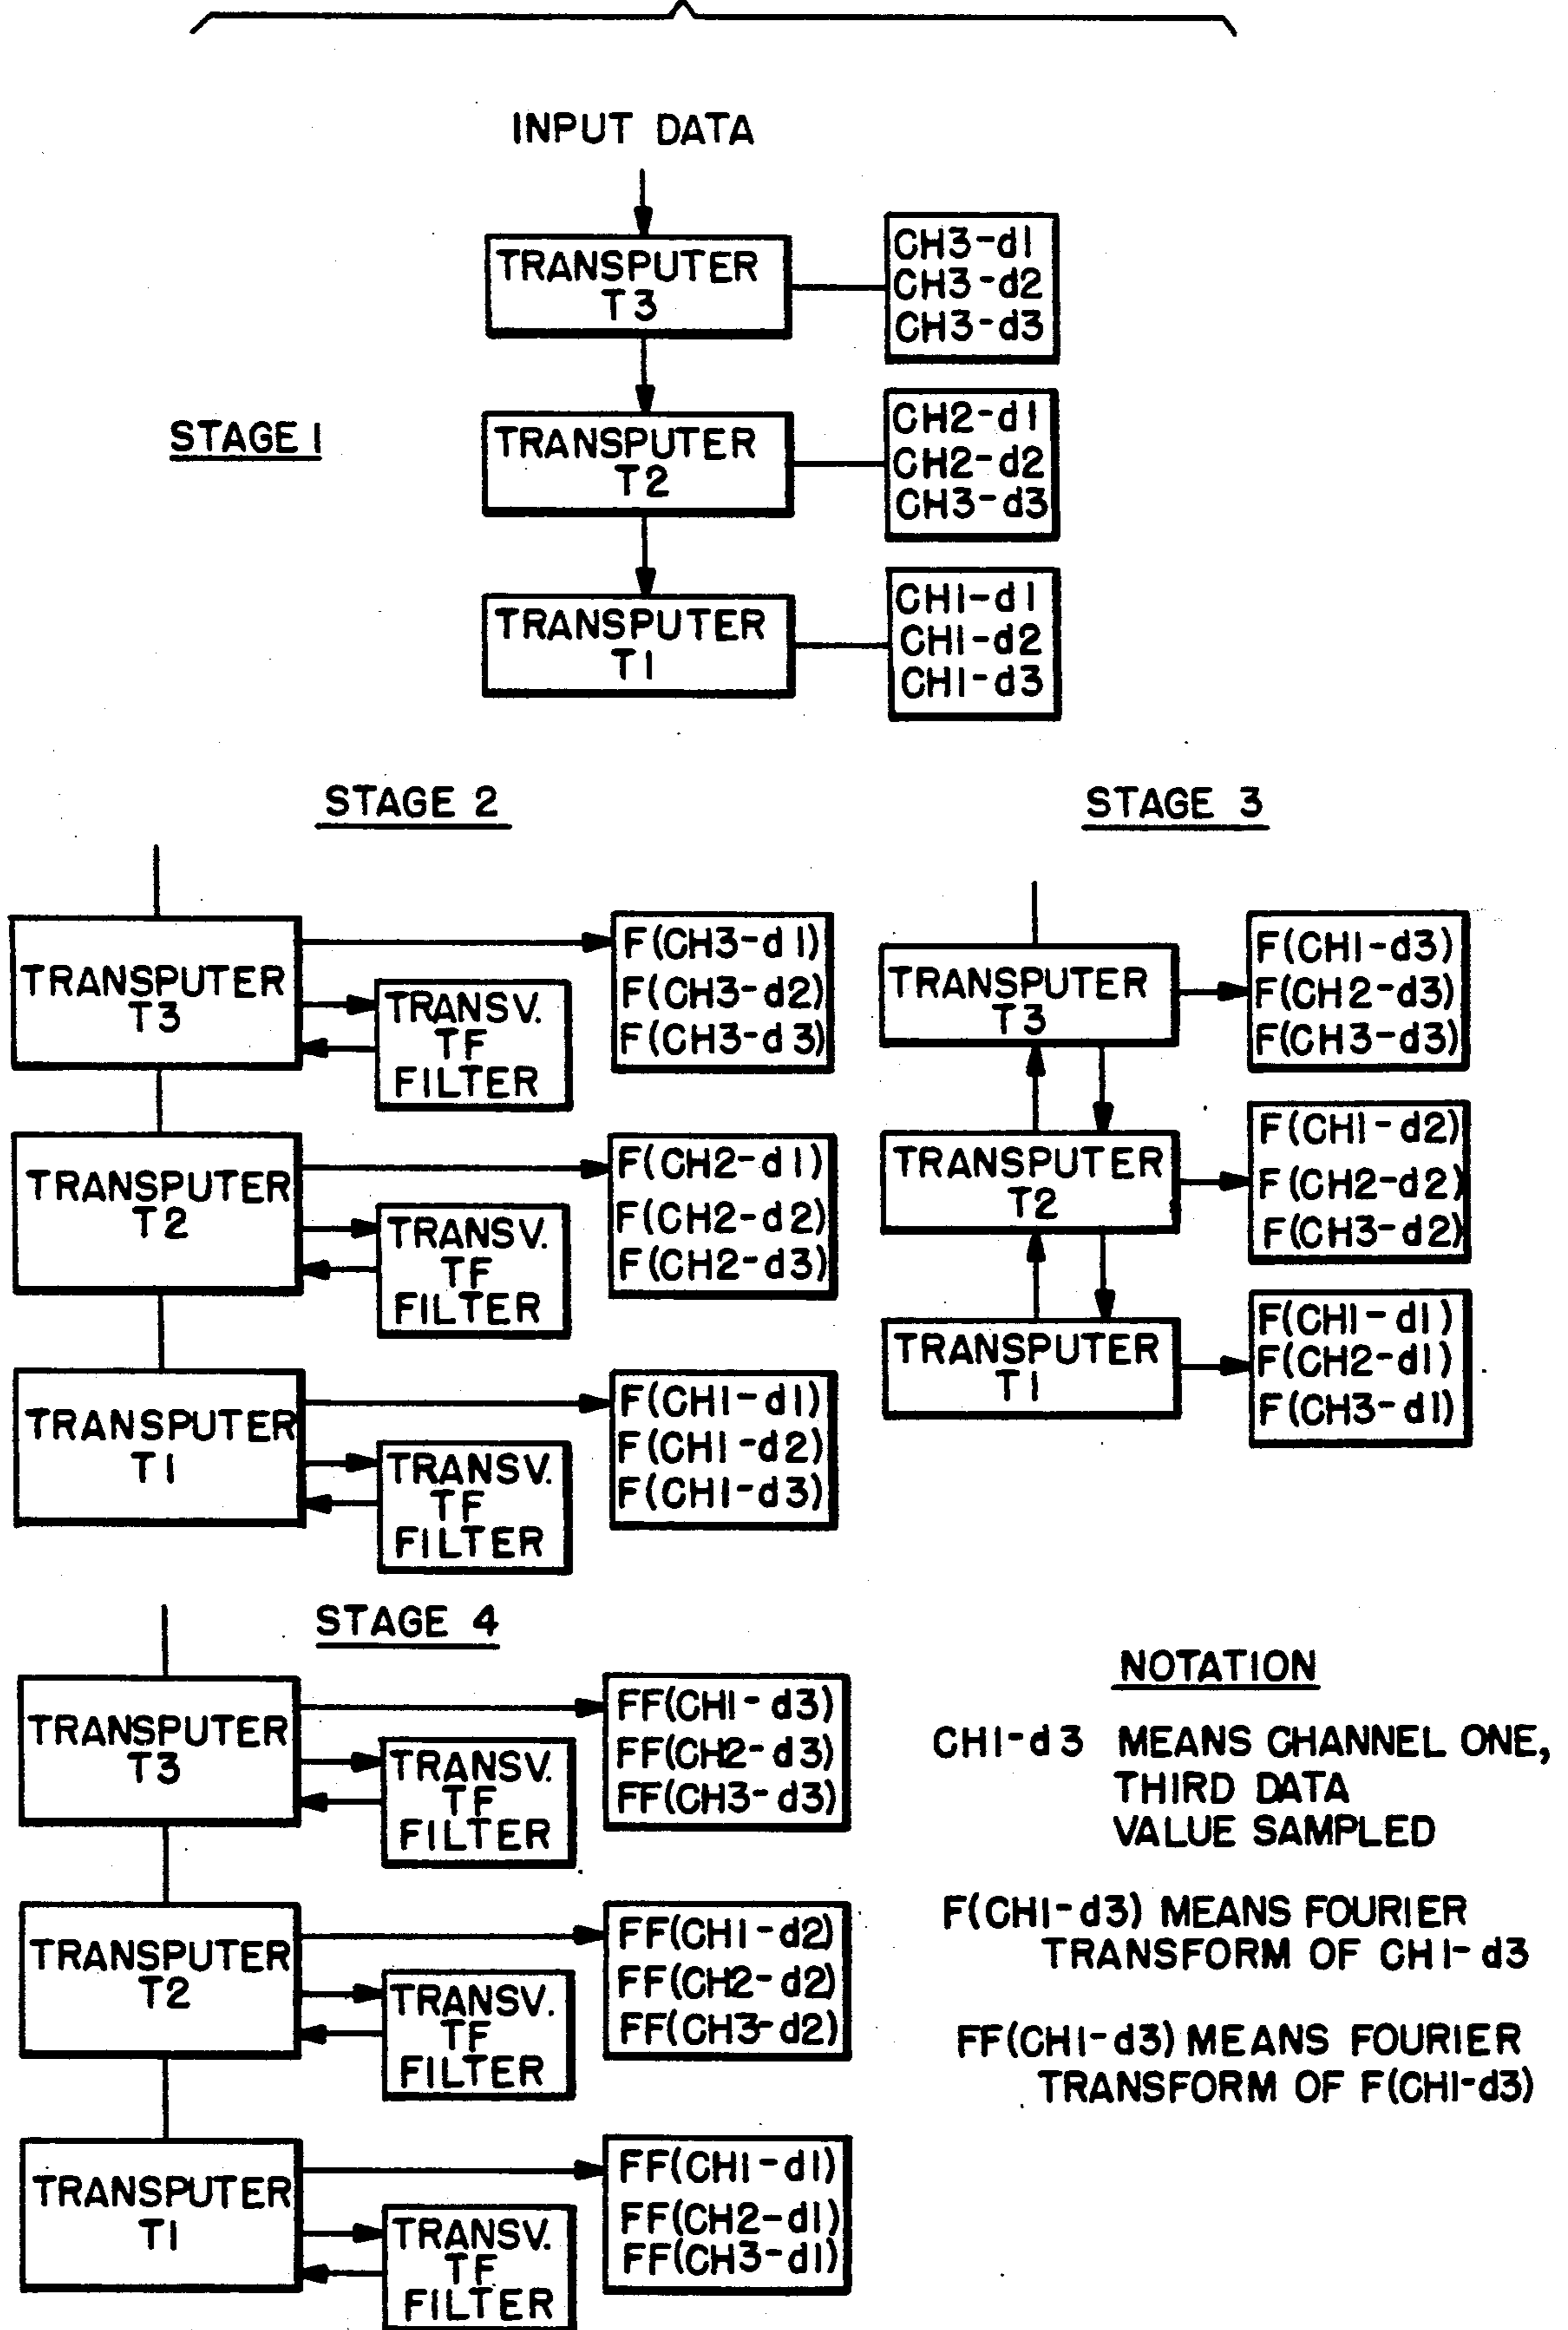 INPUT DATA
TRANSPUTER
T3
CH3-d1
CH3-d2
CH3-d3
STAGE 1
TRANSPUTER
T2
CH2-d1
CH2-d2
CH3-d3
TRANSPUTER
T1
CH1-d1
CH1-d2
CH1-d3
STAGE 2
TRANSPUTER
T3
TRANSV.
TF
FILTER
F(CH3-d1)
F(CH3-d2)
F(CH3-d3)
TRANSPUTER
T2
TRANSV.
TF
FILTER
F(CH2-d1)
F(CH2-d2)
F(CH2-d3)
TRANSPUTER
T1
TRANSV.
TF
FILTER
F(CH1-d1)
F(CH1-d2)
F(CH1-d3)
STAGE 3
TRANSPUTER
T3
F(CH1-d3)
F(CH2-d3)
F(CH3-d3)
TRANSPUTER
T2
F(CH1-d2)
F(CH2-d2)
F(CH3-d2)
TRANSPUTER
T1
F(CH1-d1)
F(CH2-d1)
F(CH3-d1)
STAGE 4
TRANSPUTER
T3
TRANSV.
TF
FILTER
FF(CH1-d3)
FF(CH2-d3)
FF(CH3-d3)
TRANSPUTER
T2
TRANSV.
TF
FILTER
FF(CH1-d2)
FF(CH2-d2)
FF(CH3-d2)
TRANSPUTER
T1
TRANSV.
TF
FILTER
FF(CH1-d1)
FF(CH2-d1)
FF(CH3-d1)
NOTATION
CH1-d3 MEANS CHANNEL ONE,
THIRD DATA
VALUE SAMPLED
F(CH1-d3) MEANS FOURIER
TRANSFORM OF CH1-d3
FF(CH1-d3) MEANS FOURIER
TRANSFORM OF F(CH1-d3)